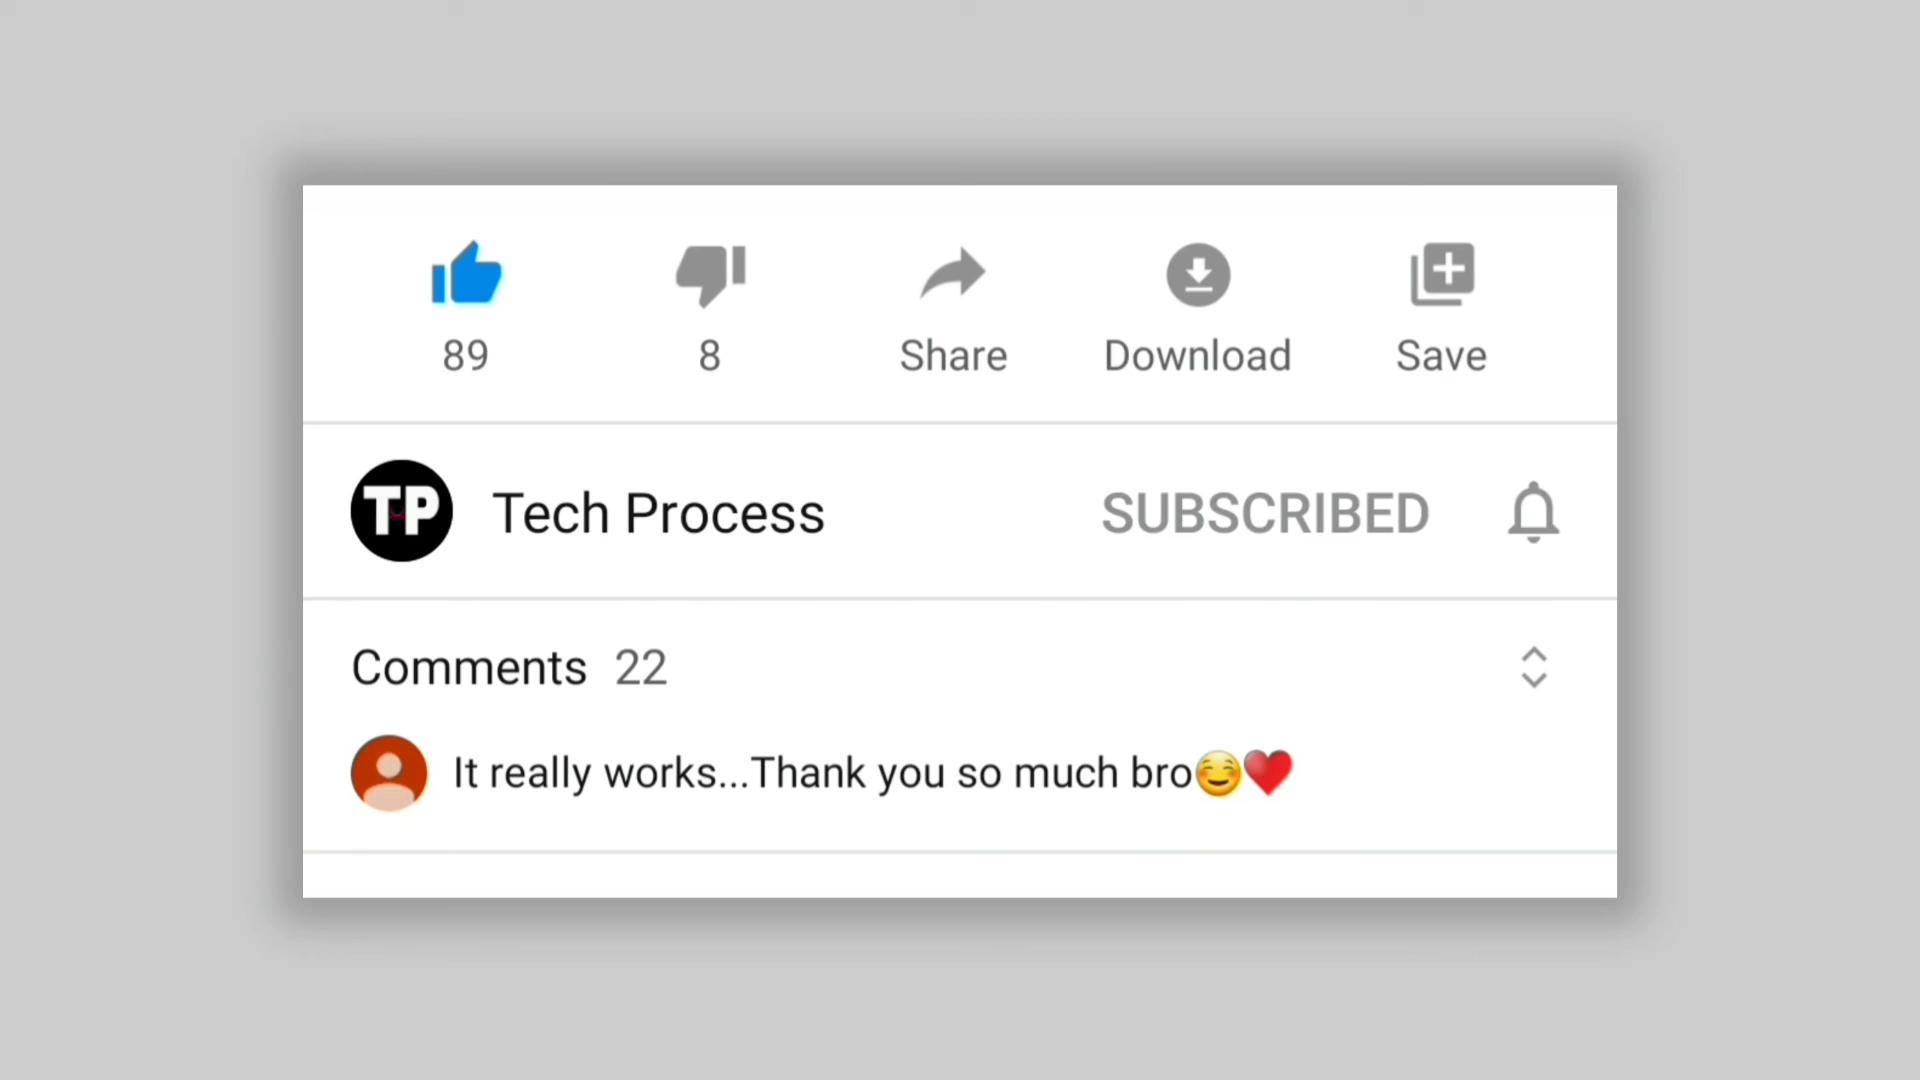 89 8 Share Download Save
TP Tech Process SUBSCRIBED
Comments 22
It really works...Thank you so much bro😊❤️